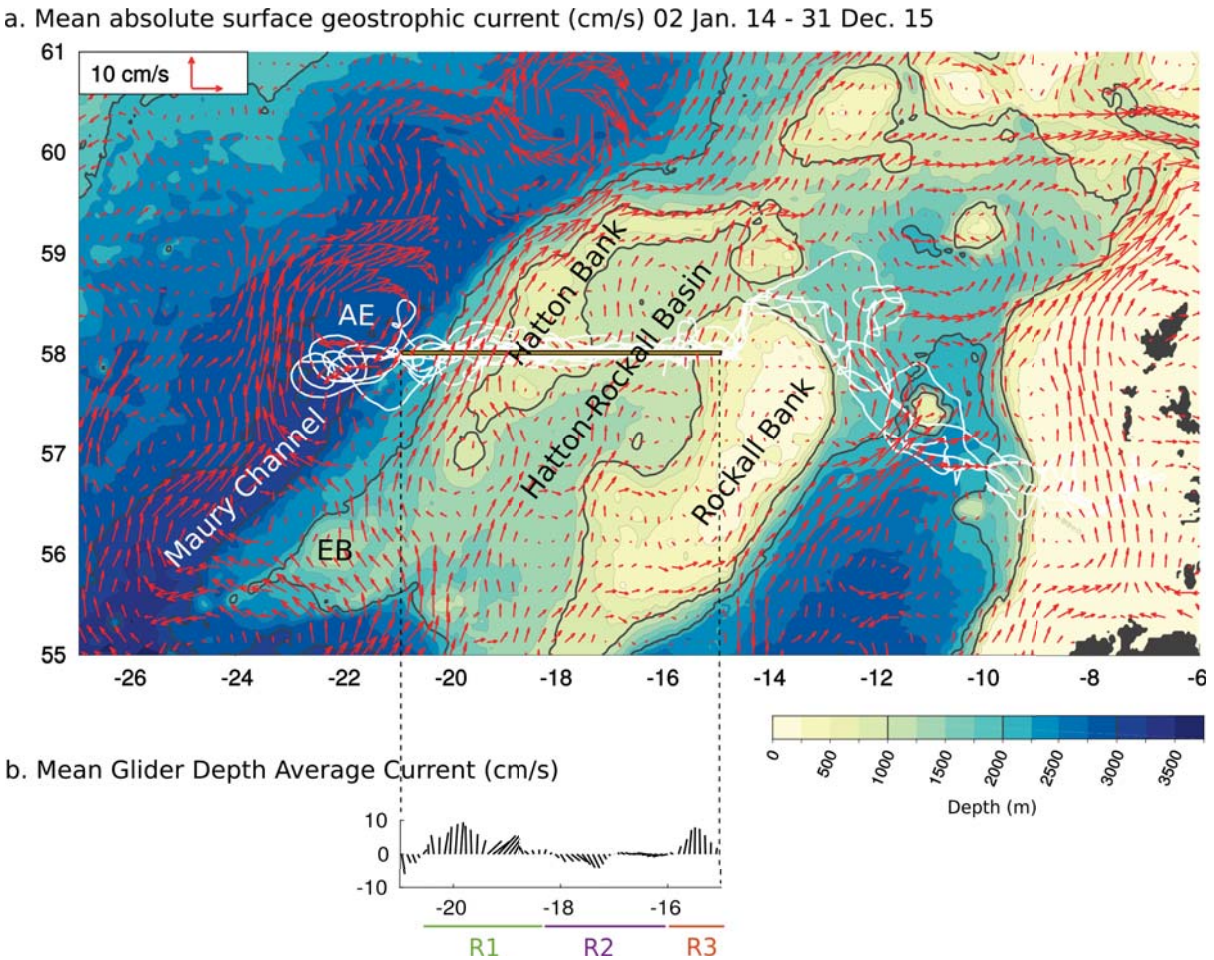 a. Mean absolute surface geostrophic current (cm/s) 02 Jan. 14 - 31 Dec. 15
61
10 cm/s
60
59
Hatton Bank
AE
58
Hatton-Rockall Basin
57
Maury Channel
Rockall Bank
56
EB
55
-26 -24 -22 -20 -18 -16 -14 -12 -10 -8 -6
0 500 1000 1500 2000 2500 3000 3500
Depth (m)
b. Mean Glider Depth Average Current (cm/s)
10
0
-10
-20 -18 -16
R1 R2 R3